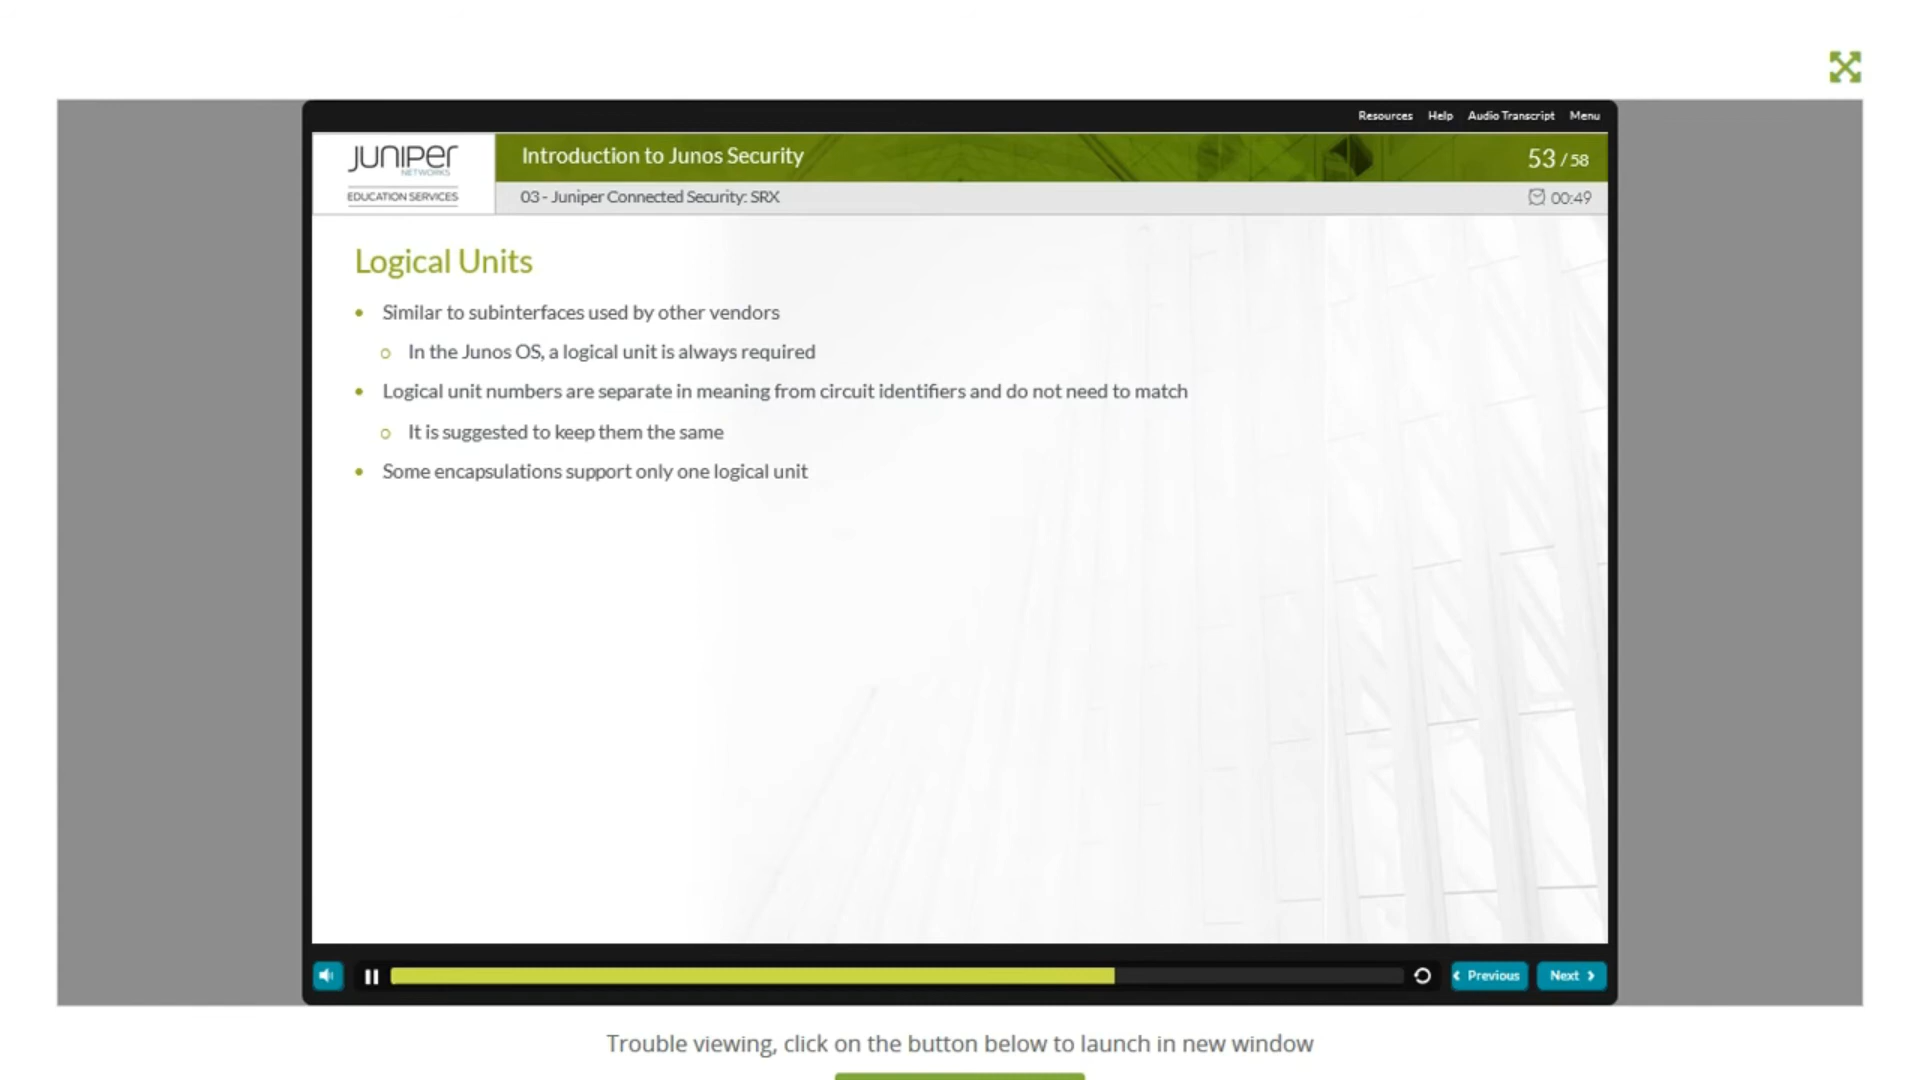 Resources Help Audio Transcript Menu
JUNIPER
NETWORKS
EDUCATION SERVICES
Introduction to Junos Security
53 / 58
03 - Juniper Connected Security: SRX
00:49
Logical Units
• Similar to subinterfaces used by other vendors
o In the Junos OS, a logical unit is always required
• Logical unit numbers are separate in meaning from circuit identifiers and do not need to match
o It is suggested to keep them the same
• Some encapsulations support only one logical unit
Previous Next
Trouble viewing, click on the button below to launch in new window